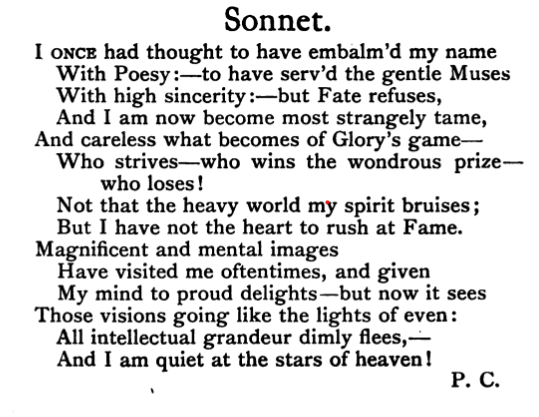 Sonnet.
I ONCE had thought to have embalm'd my name
With Poesy:—to have serv'd the gentle Muses
With high sincerity:—but Fate refuses,
And I am now become most strangely tame,
And careless what becomes of Glory's game—
Who strives—who wins the wondrous prize—
who loses!
Not that the heavy world my spirit bruises;
But I have not the heart to rush at Fame.
Magnificent and mental images
Have visited me oftentimes, and given
My mind to proud delights—but now it sees
Those visions going like the lights of even:
All intellectual grandeur dimly flees,—
And I am quiet at the stars of heaven!
P. C.